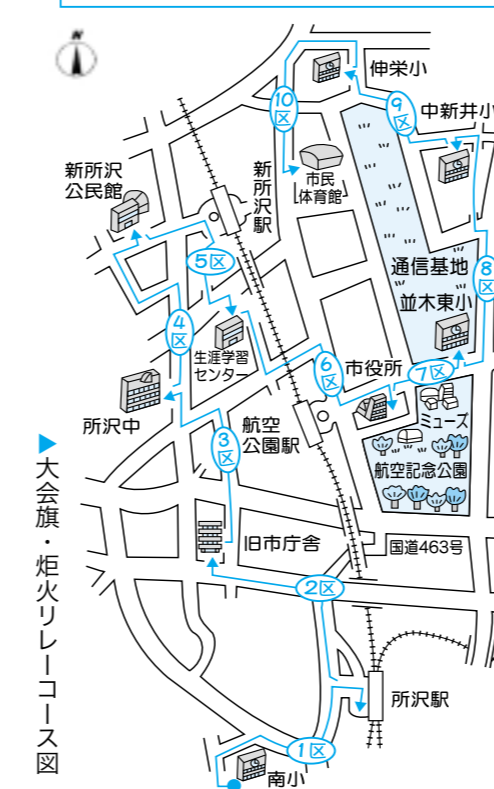 伸栄小
10区
9区
中新井小
新所沢
公民館
新所沢駅
市民
体育館
5区
通信基地
8区
並木東小
4区
生涯学習
センター
6区
市役所
7区
ミューズ
所沢中
3区
航空
公園駅
航空記念公園
旧市庁舎
国道463号
2区
所沢駅
1区
南小
▶大会旗・炬火リレーコース図